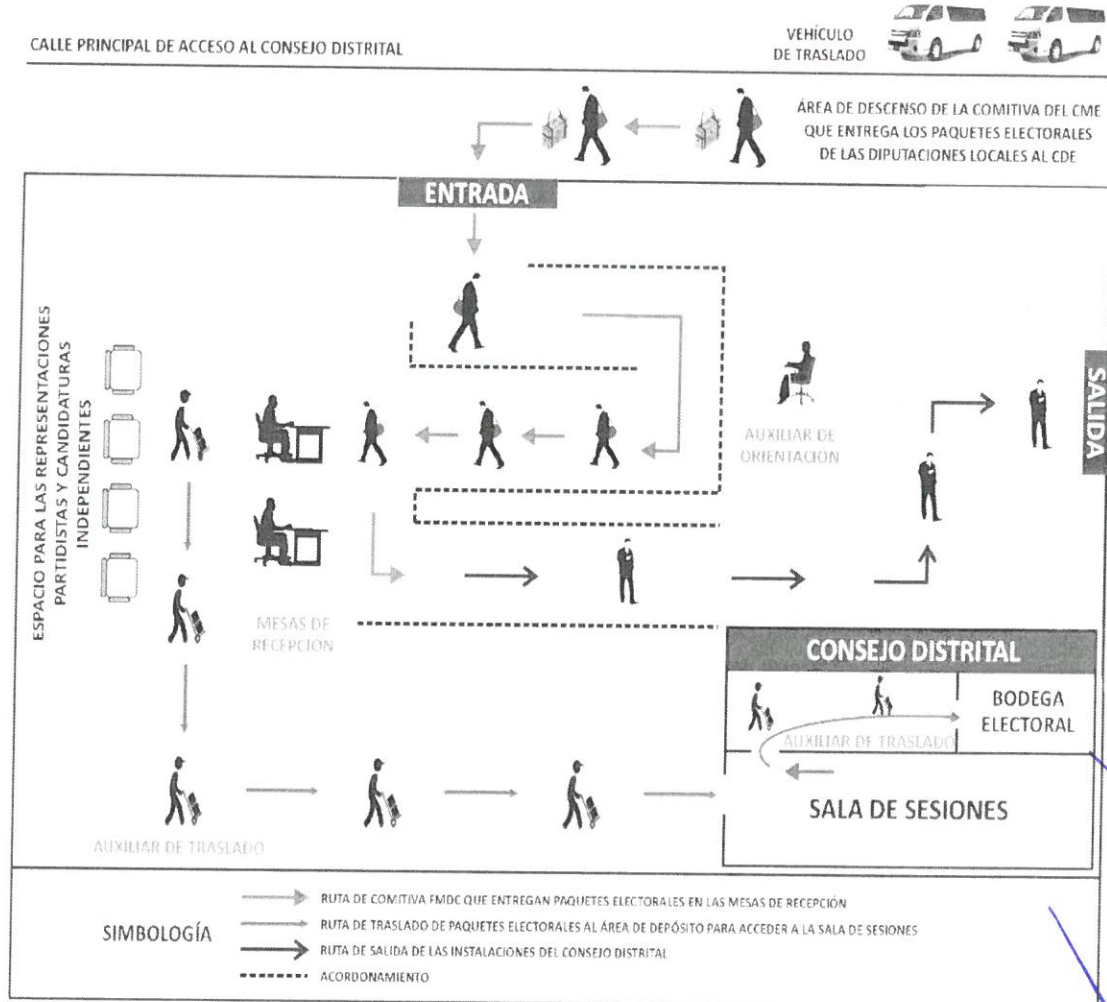 CALLE PRINCIPAL DE ACCESO AL CONSEJO DISTRITAL
VEHÍCULO
DE TRASLADO
ÁREA DE DESCENSO DE LA COMITIVA DEL CME
QUE ENTREGA LOS PAQUETES ELECTORALES
DE LAS DIPUTACIONES LOCALES AL CDE
ENTRADA
ESPACIO PARA LAS REPRESENTACIONES
PARTIDISTAS Y CANDIDATURAS
INDEPENDIENTES
AUXILIAR DE
ORIENTACIÓN
SALIDA
MESAS DE
RECEPCIÓN
CONSEJO DISTRITAL
BODEGA
ELECTORAL
AUXILIAR DE TRASLADO
SALA DE SESIONES
AUXILIAR DE TRASLADO
SIMBOLOGÍA
RUTA DE COMITIVA FMDC QUE ENTREGAN PAQUETES ELECTORALES EN LAS MESAS DE RECEPCIÓN
RUTA DE TRASLADO DE PAQUETES ELECTORALES AL ÁREA DE DEPÓSITO PARA ACCEDER A LA SALA DE SESIONES
RUTA DE SALIDA DE LAS INSTALACIONES DEL CONSEJO DISTRITAL
ACORDONAMIENTO